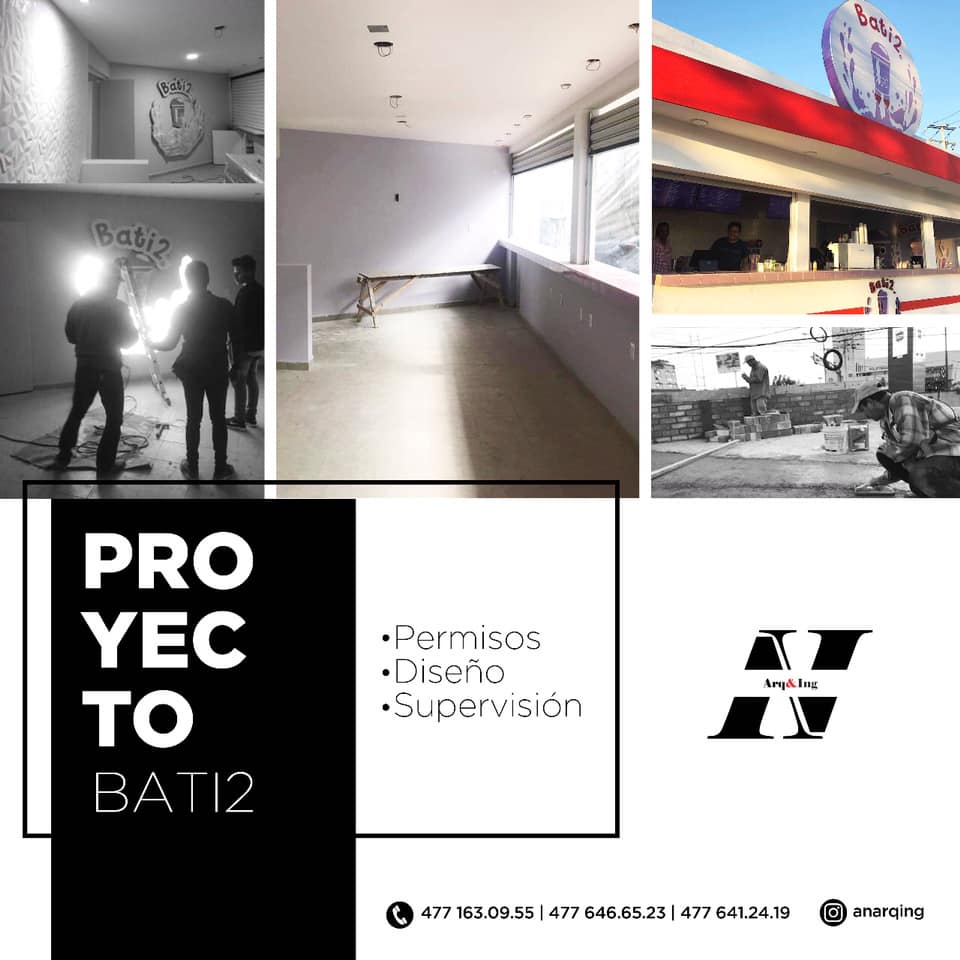 Bati2
Bati2
Bati2
Bati2
PRO
YEC
TO
BATI2
•Permisos
•Diseño
•Supervisión
Arq&Ing
477 163.09.55 | 477 646.65.23 | 477 641.24.19
anarqing